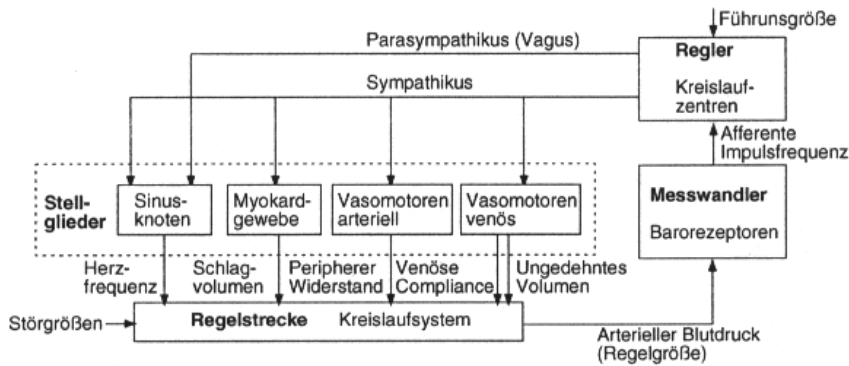 Führungsgröße
Parasympathikus (Vagus)
Regler
Kreislauf-
zentren
Sympathikus
Afferente
Impulsfrequenz
Stell-
glieder
Sinus-
knoten
Myokard-
gewebe
Vasomotoren
arteriell
Vasomotoren
venös
Messwandler
Barorezeptoren
Herz-
frequenz
Schlag-
volumen
Peripherer
Widerstand
Venöse
Compliance
Ungedehntes
Volumen
Störgrößen
Regelstrecke Kreislaufsystem
Arterieller Blutdruck
(Regelgröße)